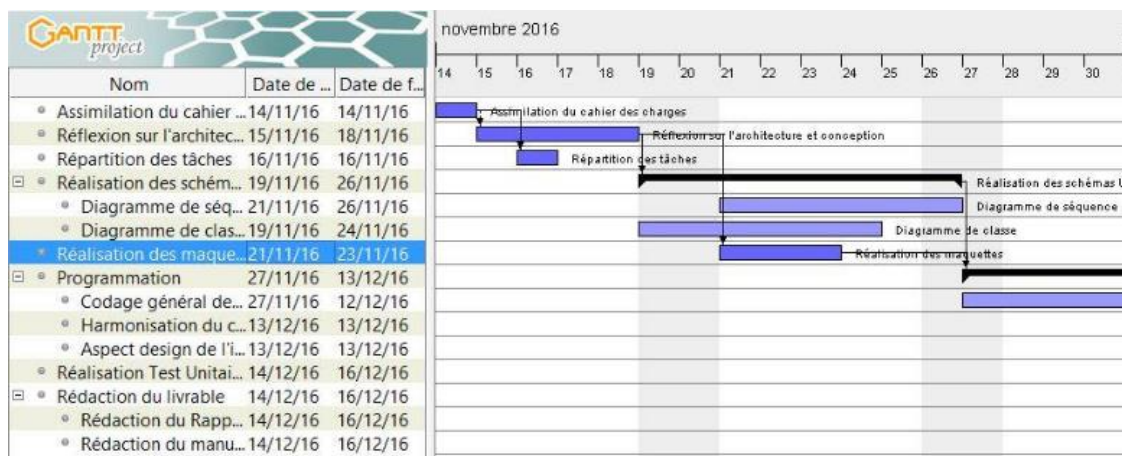 GANTT project
novembre 2016
14 15 16 17 18 19 20 21 22 23 24 25 26 27 28 29 30
Nom Date de ... Date de f...
Assimilation du cahier ... 14/11/16 14/11/16
Assimilation du cahier des charges
Réflexion sur l'architec... 15/11/16 18/11/16
Réflexion sur l'architecture et conception
Répartition des tâches 16/11/16 16/11/16
Répartition des tâches
Réalisation des schém... 19/11/16 26/11/16
Réalisation des schémas U
Diagramme de séq... 21/11/16 26/11/16
Diagramme de séquence
Diagramme de clas... 19/11/16 24/11/16
Diagramme de classe
Réalisation des maque... 21/11/16 23/11/16
Réalisation des maquettes
Programmation 27/11/16 13/12/16
Codage général de... 27/11/16 12/12/16
Harmonisation du c... 13/12/16 13/12/16
Aspect design de l'i... 13/12/16 13/12/16
Réalisation Test Unitai... 14/12/16 16/12/16
Rédaction du livrable 14/12/16 16/12/16
Rédaction du Rapp... 14/12/16 16/12/16
Rédaction du manu... 14/12/16 16/12/16